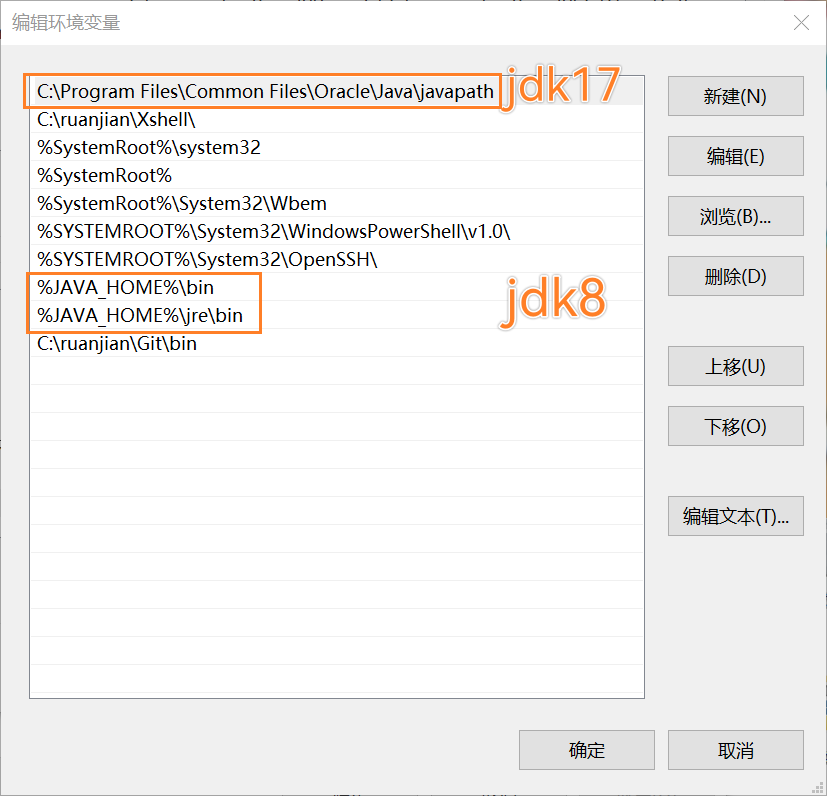 编辑环境变量
C:\Program Files\Common Files\Oracle\Java\javapath
jdk17
C:\ruanjian\Xshell\
%SystemRoot%\system32
%SystemRoot%
%SystemRoot%\System32\Wbem
%SYSTEMROOT%\System32\WindowsPowerShell\v1.0\
%SYSTEMROOT%\System32\OpenSSH\
%JAVA_HOME%\bin
%JAVA_HOME%\jre\bin
jdk8
C:\ruanjian\Git\bin
新建(N)
编辑(E)
浏览(B)...
删除(D)
上移(U)
下移(O)
编辑文本(T)...
确定
取消